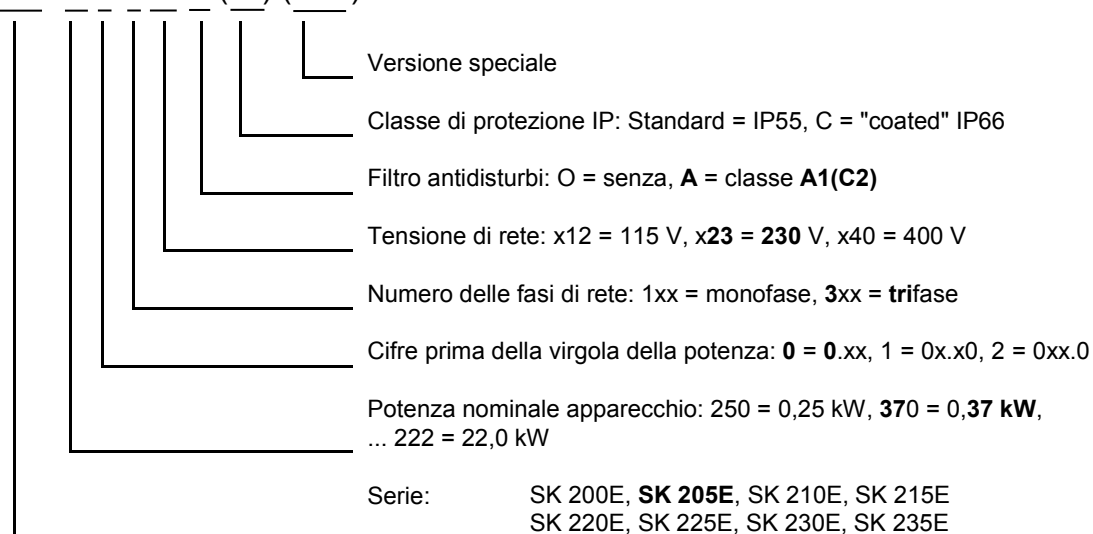 Versione speciale
Classe di protezione IP: Standard = IP55, C = "coated" IP66
Filtro antidisturbi: O = senza, A = classe A1(C2)
Tensione di rete: x12 = 115 V, x23 = 230 V, x40 = 400 V
Numero delle fasi di rete: 1xx = monofase, 3xx = trifase
Cifre prima della virgola della potenza: 0 = 0.xx, 1 = 0x.x0, 2 = 0xx.0
Potenza nominale apparecchio: 250 = 0,25 kW, 370 = 0,37 kW,
... 222 = 22,0 kW
Serie: SK 200E, SK 205E, SK 210E, SK 215E
SK 220E, SK 225E, SK 230E, SK 235E